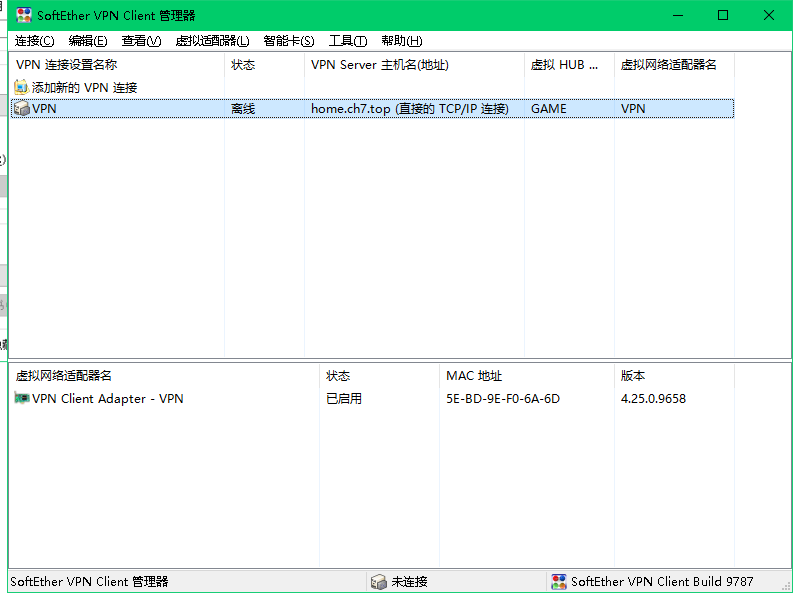 SoftEther VPN Client 管理器
连接(C) 编辑(E) 查看(V) 虚拟适配器(L) 智能卡(S) 工具(T) 帮助(H)
VPN 连接设置名称 状态 VPN Server 主机名(地址) 虚拟 HUB ... 虚拟网络适配器名
添加新的 VPN 连接
VPN 离线 home.ch7.top (直接的 TCP/IP 连接) GAME VPN
虚拟网络适配器名 状态 MAC 地址 版本
VPN Client Adapter - VPN 已启用 5E-BD-9E-F0-6A-6D 4.25.0.9658
SoftEther VPN Client 管理器 未连接 SoftEther VPN Client Build 9787